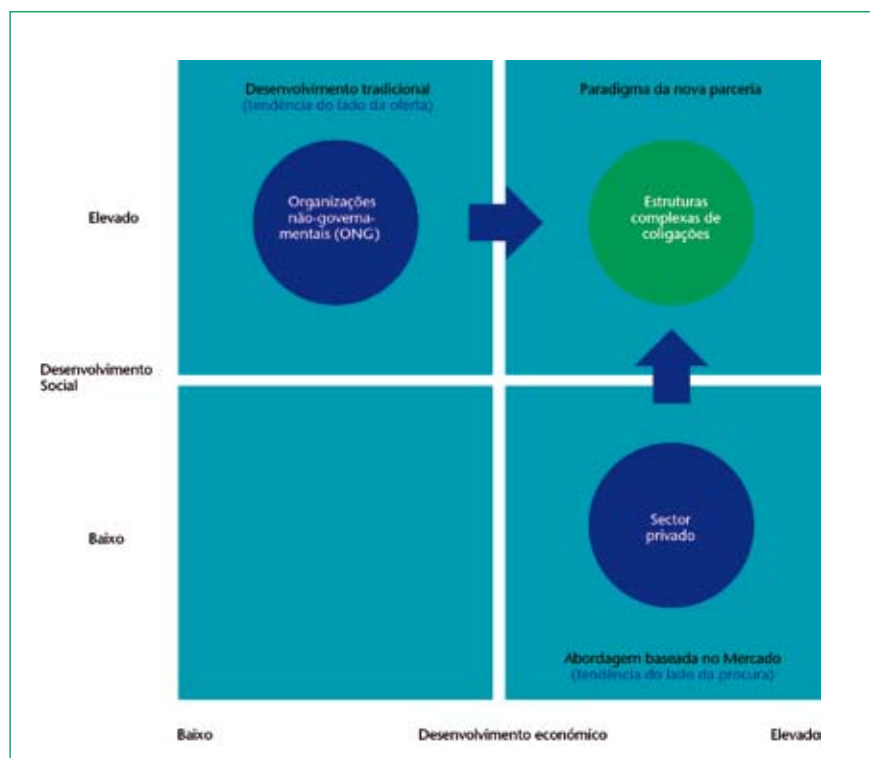 Desenvolvimento tradicional
(tendência do lado da oferta)
Paradigma da nova parceria
Elevado
Organizações
não-governa-
mentais (ONG)
Estruturas
complexas de
coligações
Desenvolvimento
Social
Baixo
Sector
privado
Abordagem baseada no Mercado
(tendência do lado da procura)
Baixo
Desenvolvimento económico
Elevado